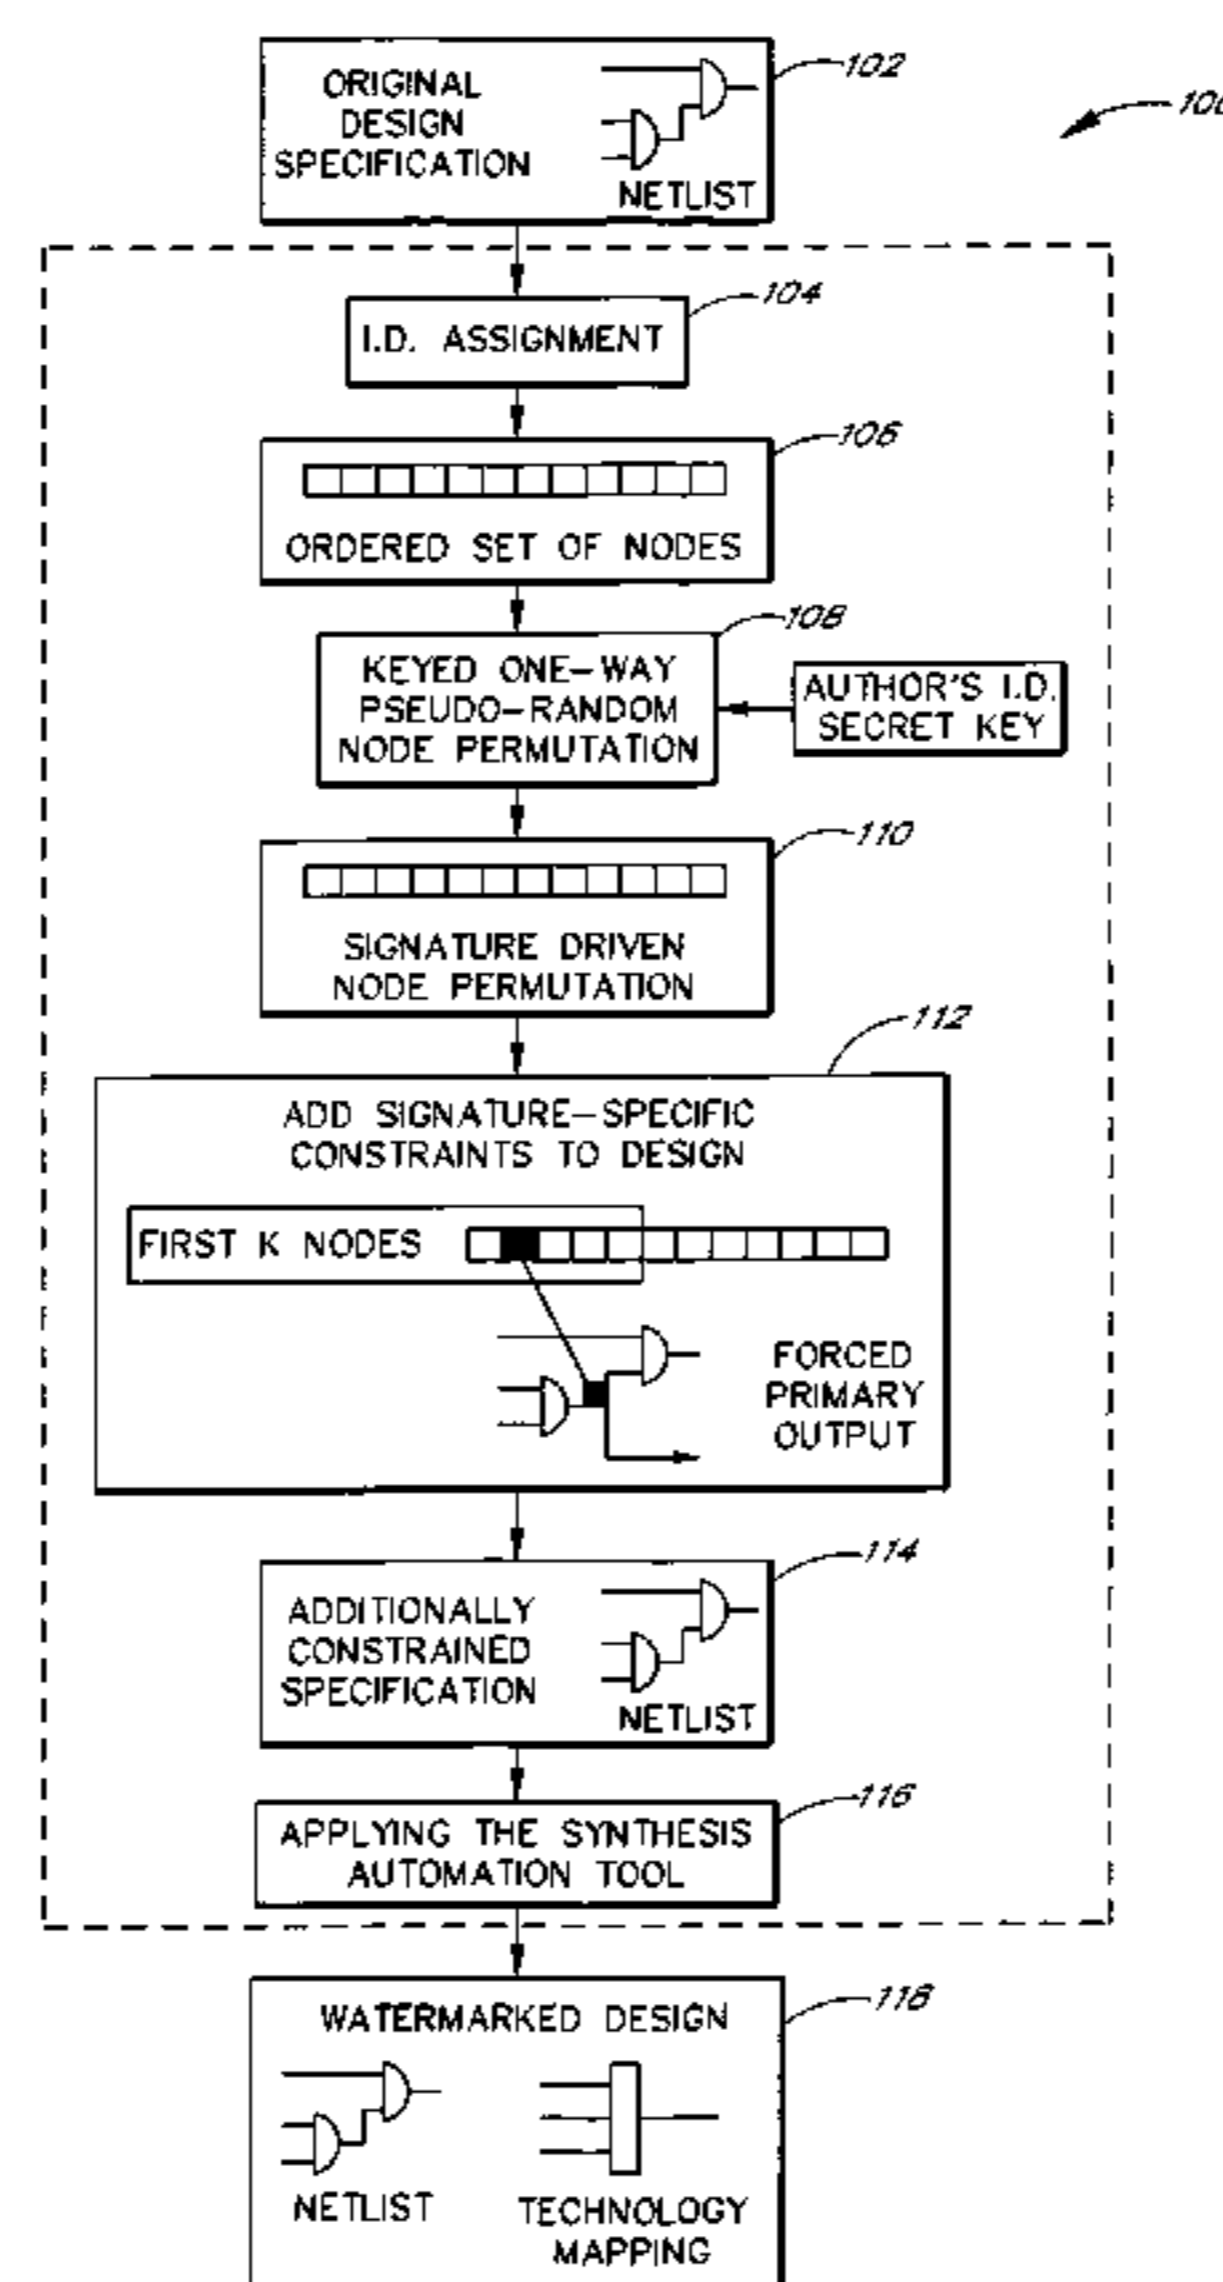 ORIGINAL
DESIGN
SPECIFICATION
NETLIST
102
I.D. ASSIGNMENT
104
106
ORDERED SET OF NODES
108
KEYED ONE-WAY
PSEUDO-RANDOM
NODE PERMUTATION
AUTHOR'S I.D.
SECRET KEY
110
SIGNATURE DRIVEN
NODE PERMUTATION
112
ADD SIGNATURE-SPECIFIC
CONSTRAINTS TO DESIGN
FIRST K NODES
FORCED
PRIMARY
OUTPUT
114
ADDITIONALLY
CONSTRAINED
SPECIFICATION
NETLIST
116
APPLYING THE SYNTHESIS
AUTOMATION TOOL
118
WATERMARKED DESIGN
NETLIST
TECHNOLOGY
MAPPING